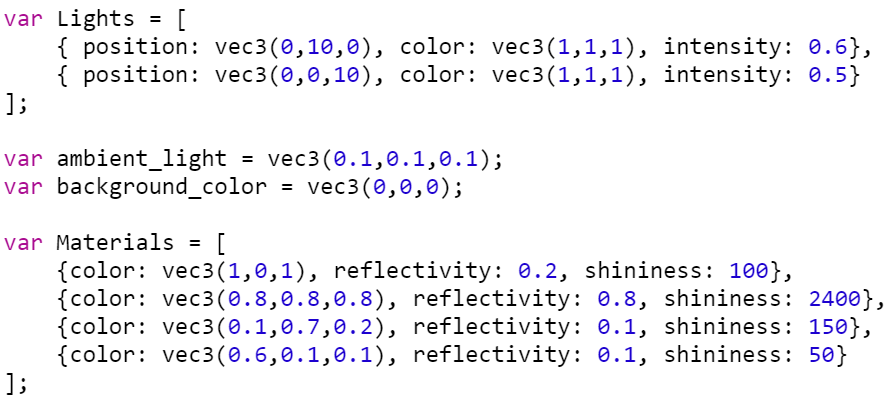 var Lights = [
    { position: vec3(0,10,0), color: vec3(1,1,1), intensity: 0.6},
    { position: vec3(0,0,10), color: vec3(1,1,1), intensity: 0.5}
];

var ambient_light = vec3(0.1,0.1,0.1);
var background_color = vec3(0,0,0);

var Materials = [
    {color: vec3(1,0,1), reflectivity: 0.2, shininess: 100},
    {color: vec3(0.8,0.8,0.8), reflectivity: 0.8, shininess: 2400},
    {color: vec3(0.1,0.7,0.2), reflectivity: 0.1, shininess: 150},
    {color: vec3(0.6,0.1,0.1), reflectivity: 0.1, shininess: 50}
];